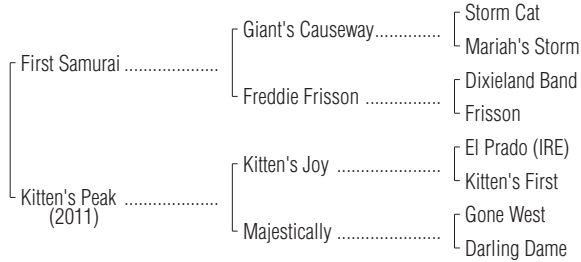 Storm Cat
Giant's Causeway..............
Mariah's Storm
First Samurai ....................
Dixieland Band
Freddie Frisson ................
Frisson
El Prado (IRE)
Kitten's Joy ......................
Kitten's First
Kitten's Peak ....................
(2011)
Gone West
Majestically ......................
Darling Dame